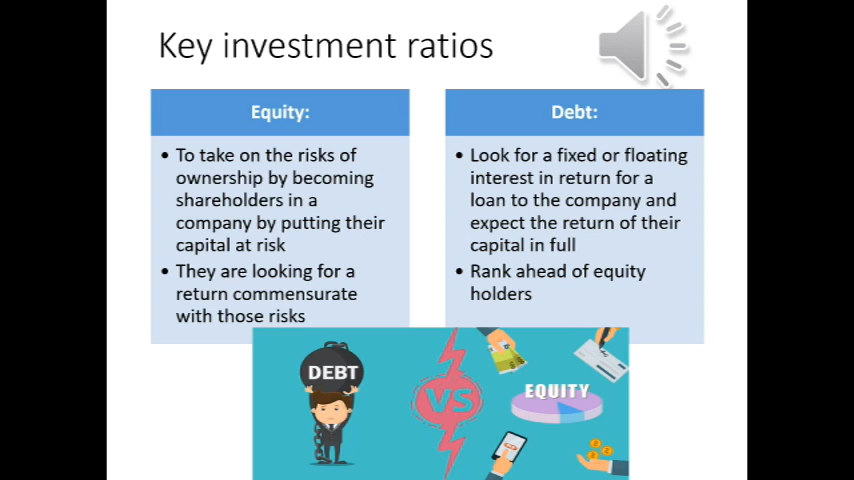 Key investment ratios
Equity:
• To take on the risks of
ownership by becoming
shareholders in a
company by putting their
capital at risk
• They are looking for a
return commensurate
with those risks
Debt:
• Look for a fixed or floating
interest in return for a
loan to the company and
expect the return of their
capital in full
• Rank ahead of equity
holders
DEBT
VS
EQUITY